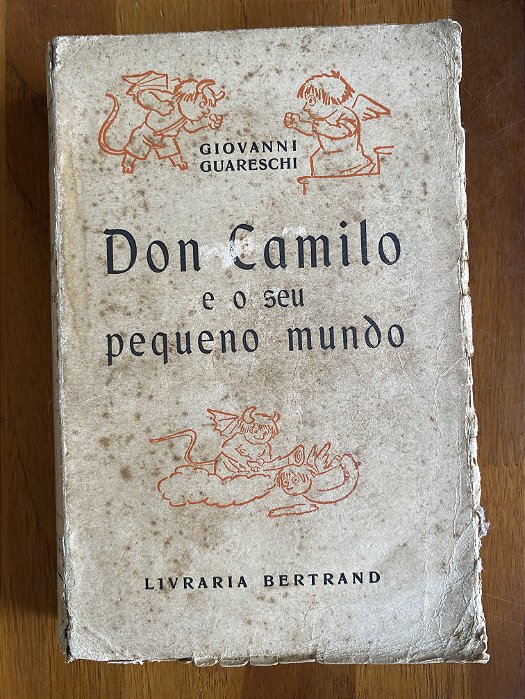 GIOVANNI
GUARESCHI
Don Camilo
e o seu
pequeno mundo
LIVRARIA BERTRAND